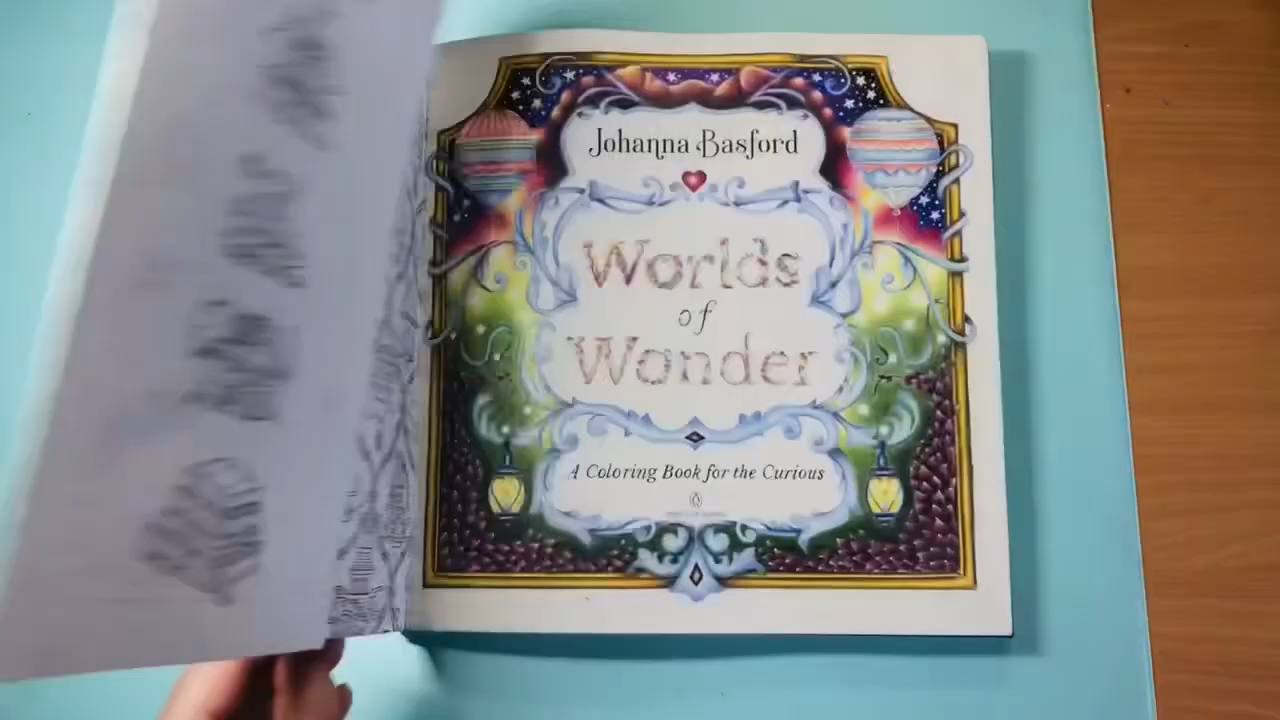 Johanna Basford
Worlds
of
Wonder
A Coloring Book for the Curious